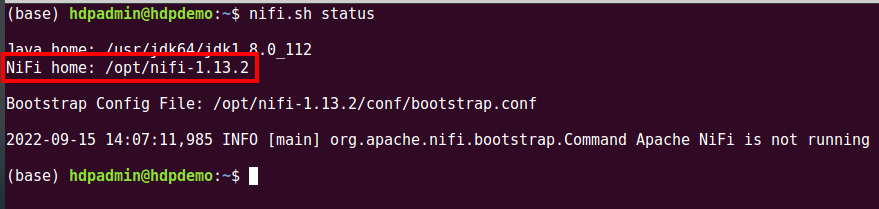 (base) hdpadmin@hdpdemo:~$ nifi.sh status
Java home: /usr/jdk64/jdk1.8.0_112
NiFi home: /opt/nifi-1.13.2
Bootstrap Config File: /opt/nifi-1.13.2/conf/bootstrap.conf
2022-09-15 14:07:11,985 INFO [main] org.apache.nifi.bootstrap.Command Apache NiFi is not running
(base) hdpadmin@hdpdemo:~$